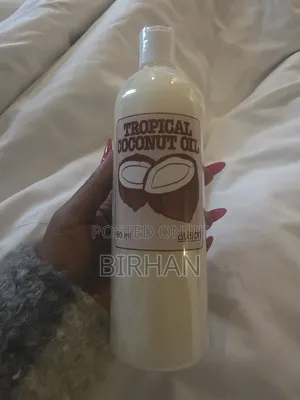 TROPICAL
COCONUT OIL
POSTED ON
BIRHAN